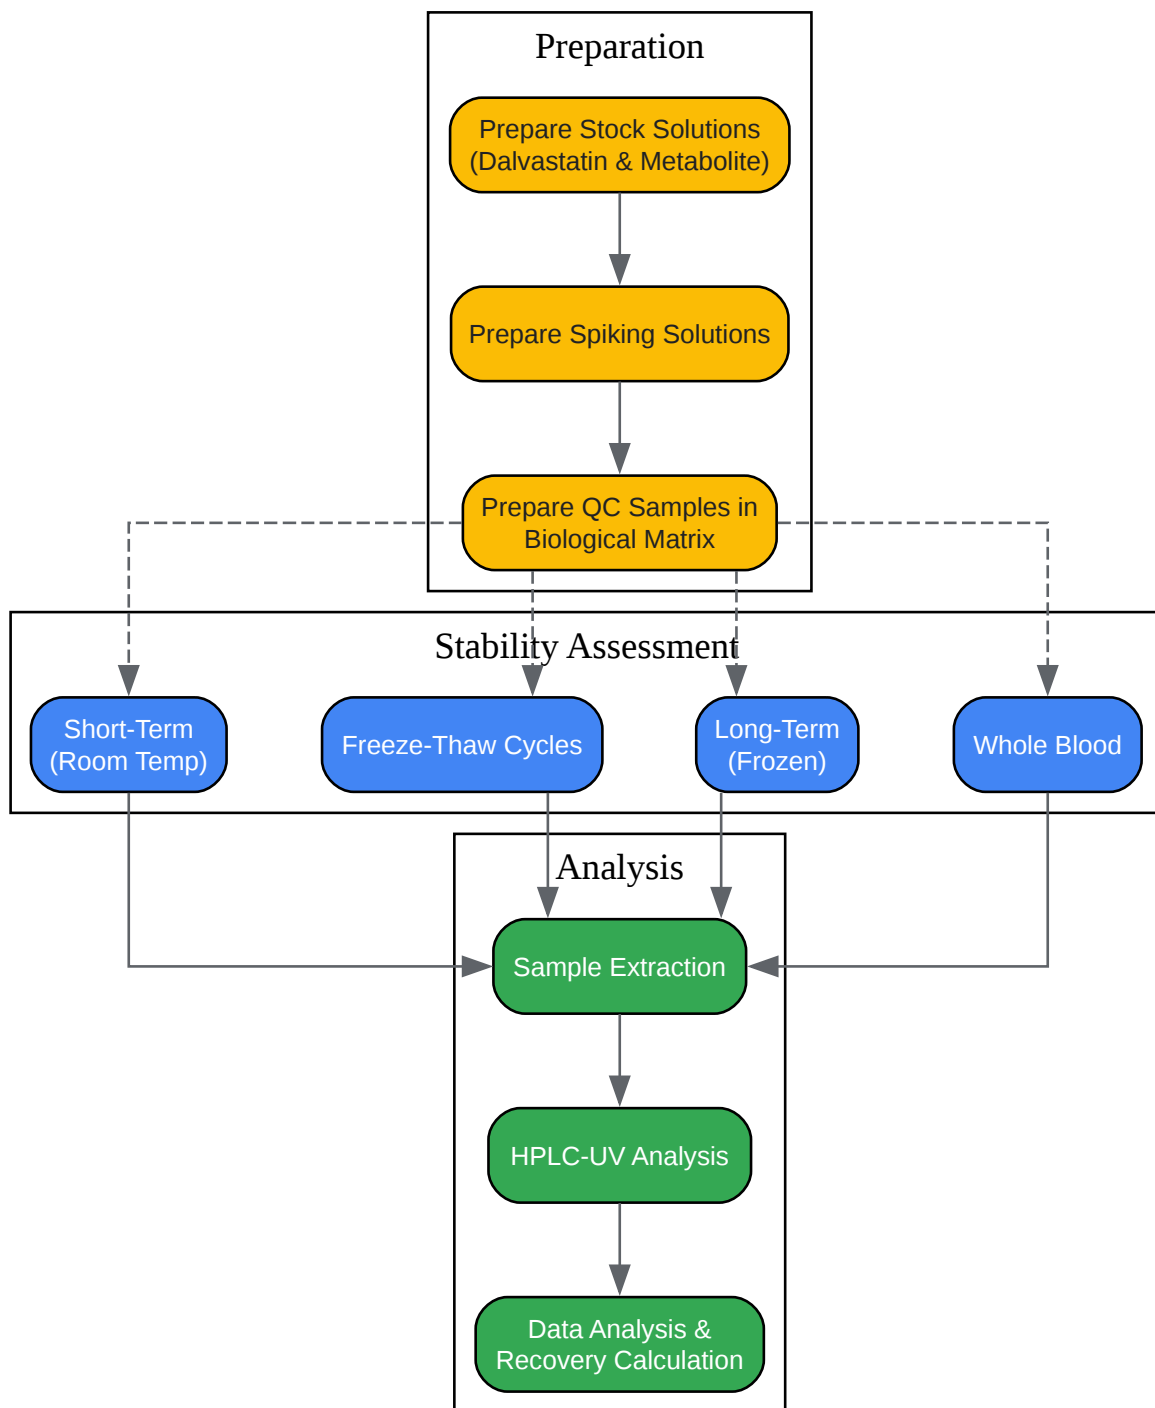 Preparation
Prepare Stock Solutions
(Dalvastatin & Metabolite)
Prepare Spiking Solutions
Prepare QC Samples in
Biological Matrix
Stability Assessment
Short-Term
(Room Temp)
Freeze-Thaw Cycles
Long-Term
(Frozen)
Whole Blood
Analysis
Sample Extraction
HPLC-UV Analysis
Data Analysis &
Recovery Calculation